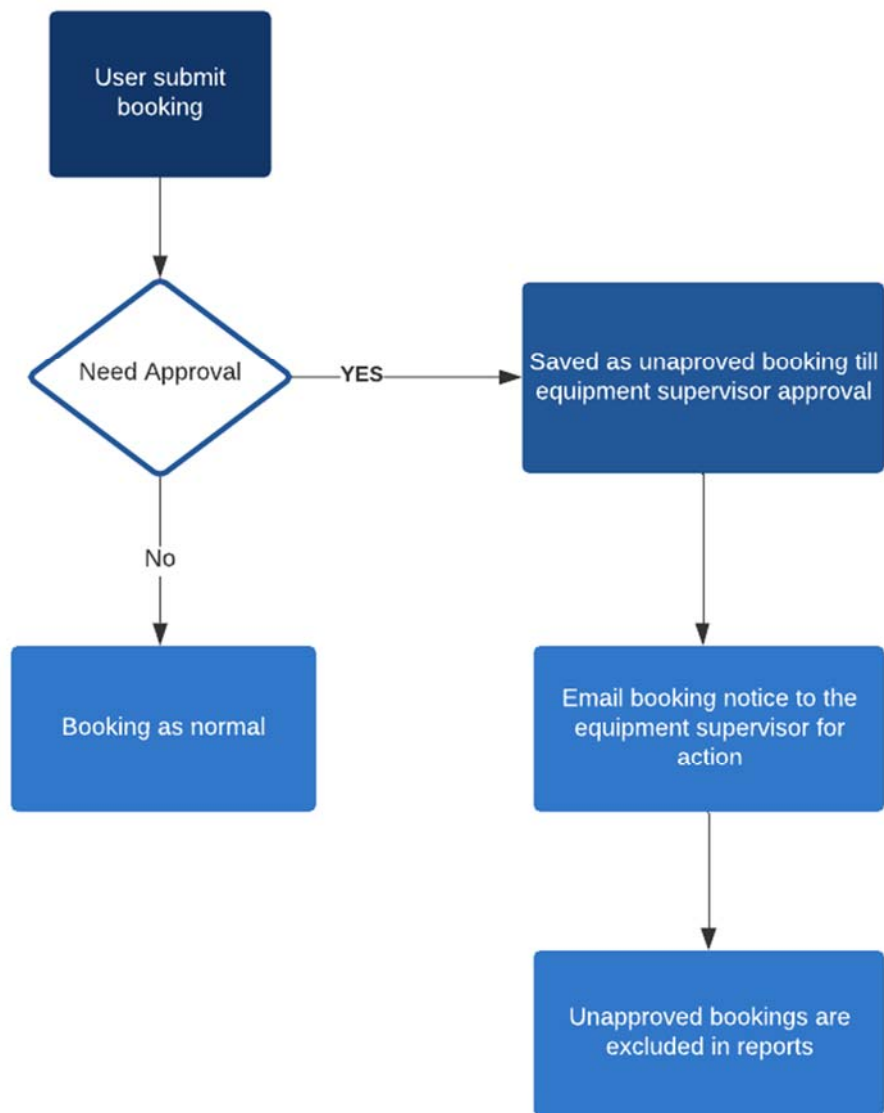 User submit
booking
Need Approval
YES
Saved as unaproved booking till
equipment supervisor approval
No
Booking as normal
Email booking notice to the
equipment supervisor for
action
Unapproved bookings are
excluded in reports